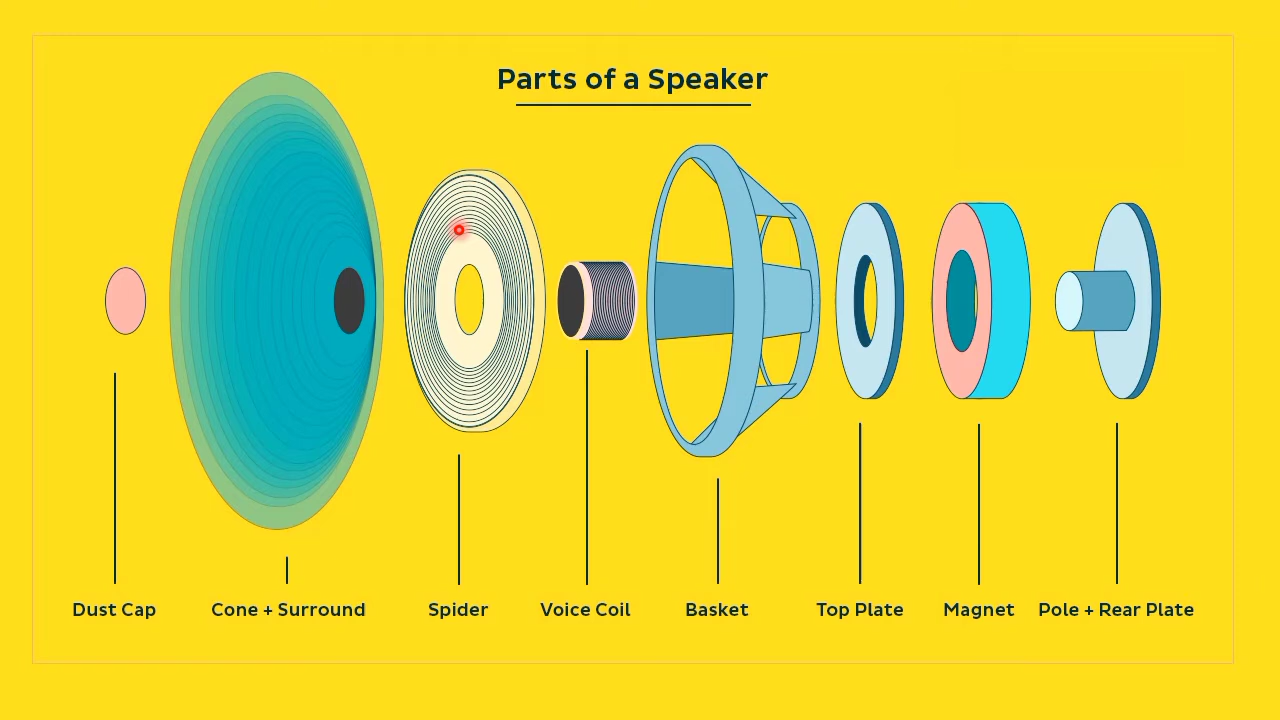 Parts of a Speaker
Dust Cap
Cone + Surround
Spider
Voice Coil
Basket
Top Plate
Magnet
Pole + Rear Plate